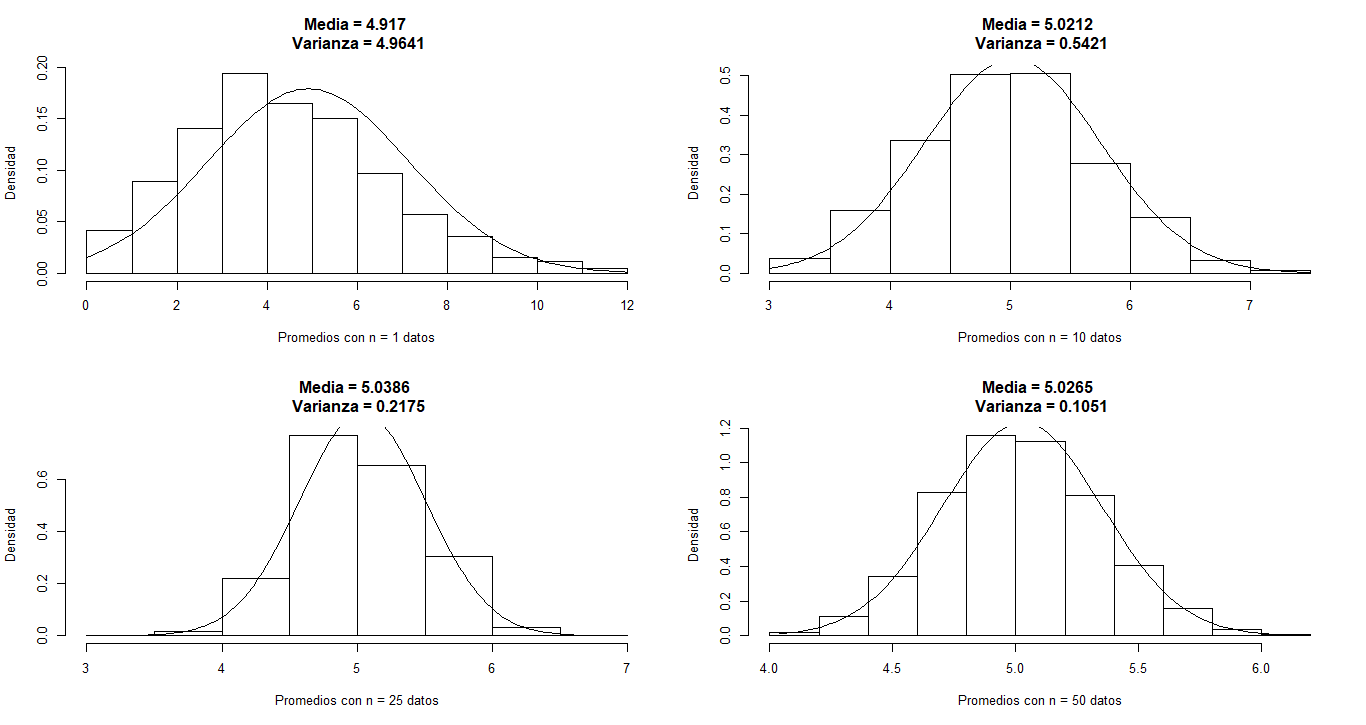 Media = 4.917
Varianza = 4.9641
Densidad
0.00 0.05 0.10 0.15 0.20
0 2 4 6 8 10 12
Promedios con n = 1 datos
Media = 5.0212
Varianza = 0.5421
Densidad
0.0 0.1 0.2 0.3 0.4 0.5
3 4 5 6 7
Promedios con n = 10 datos
Media = 5.0386
Varianza = 0.2175
Densidad
0.0 0.2 0.4 0.6
3 4 5 6 7
Promedios con n = 25 datos
Media = 5.0265
Varianza = 0.1051
Densidad
0.0 0.2 0.4 0.6 0.8 1.0 1.2
4.0 4.5 5.0 5.5 6.0
Promedios con n = 50 datos